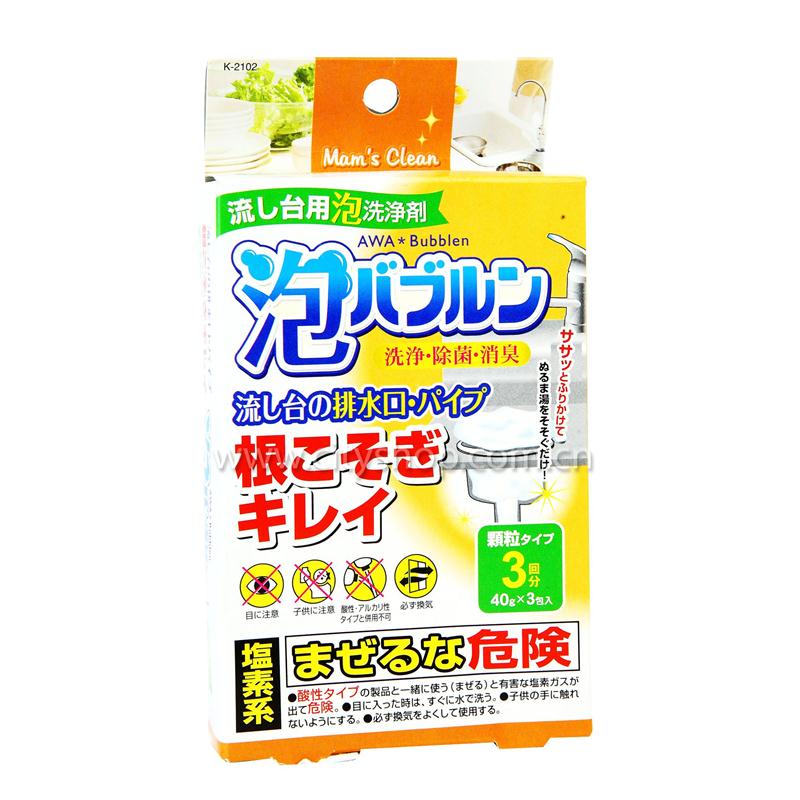 K-2102
Mam's Clean
流し台用泡洗浄剤
AWA*Bubblen
泡バブルン
洗浄・除菌・消臭
ササッとふりかけて
ぬるま湯をそそぐだけ!
流し台の排水口・パイプ
根こそぎ
キレイ
www.cityshop.com.cn
顆粒タイプ
3回分
40g×3包入
目に注意
子供に注意
酸性・アルカリ性
タイプと併用不可
必ず換気
塩素系
まぜるな危険
●酸性タイプの製品と一緒に使う(まぜる)と有害な塩素ガスが
出て危険。●目に入った時は、すぐに水で洗う。●子供の手に触れ
ないようにする。●必ず換気をよくして使用する。